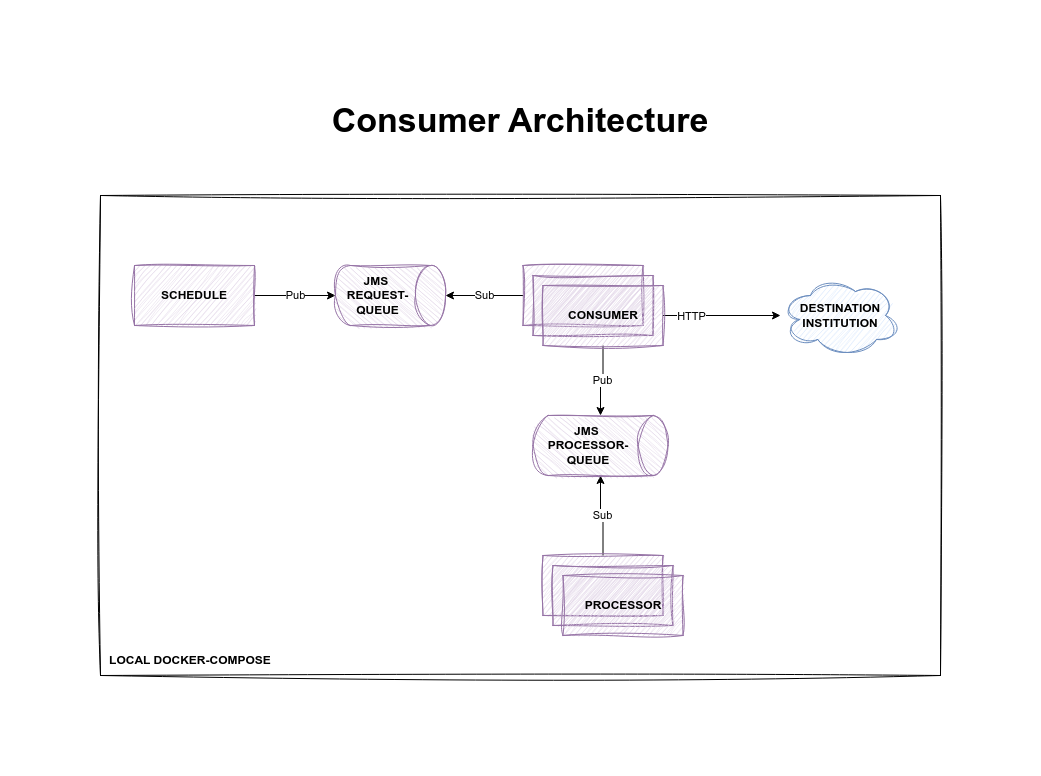 Consumer Architecture
SCHEDULE
Pub
JMS
REQUEST-
QUEUE
Sub
CONSUMER
HTTP
DESTINATION
INSTITUTION
Pub
JMS
PROCESSOR-
QUEUE
Sub
PROCESSOR
LOCAL DOCKER-COMPOSE